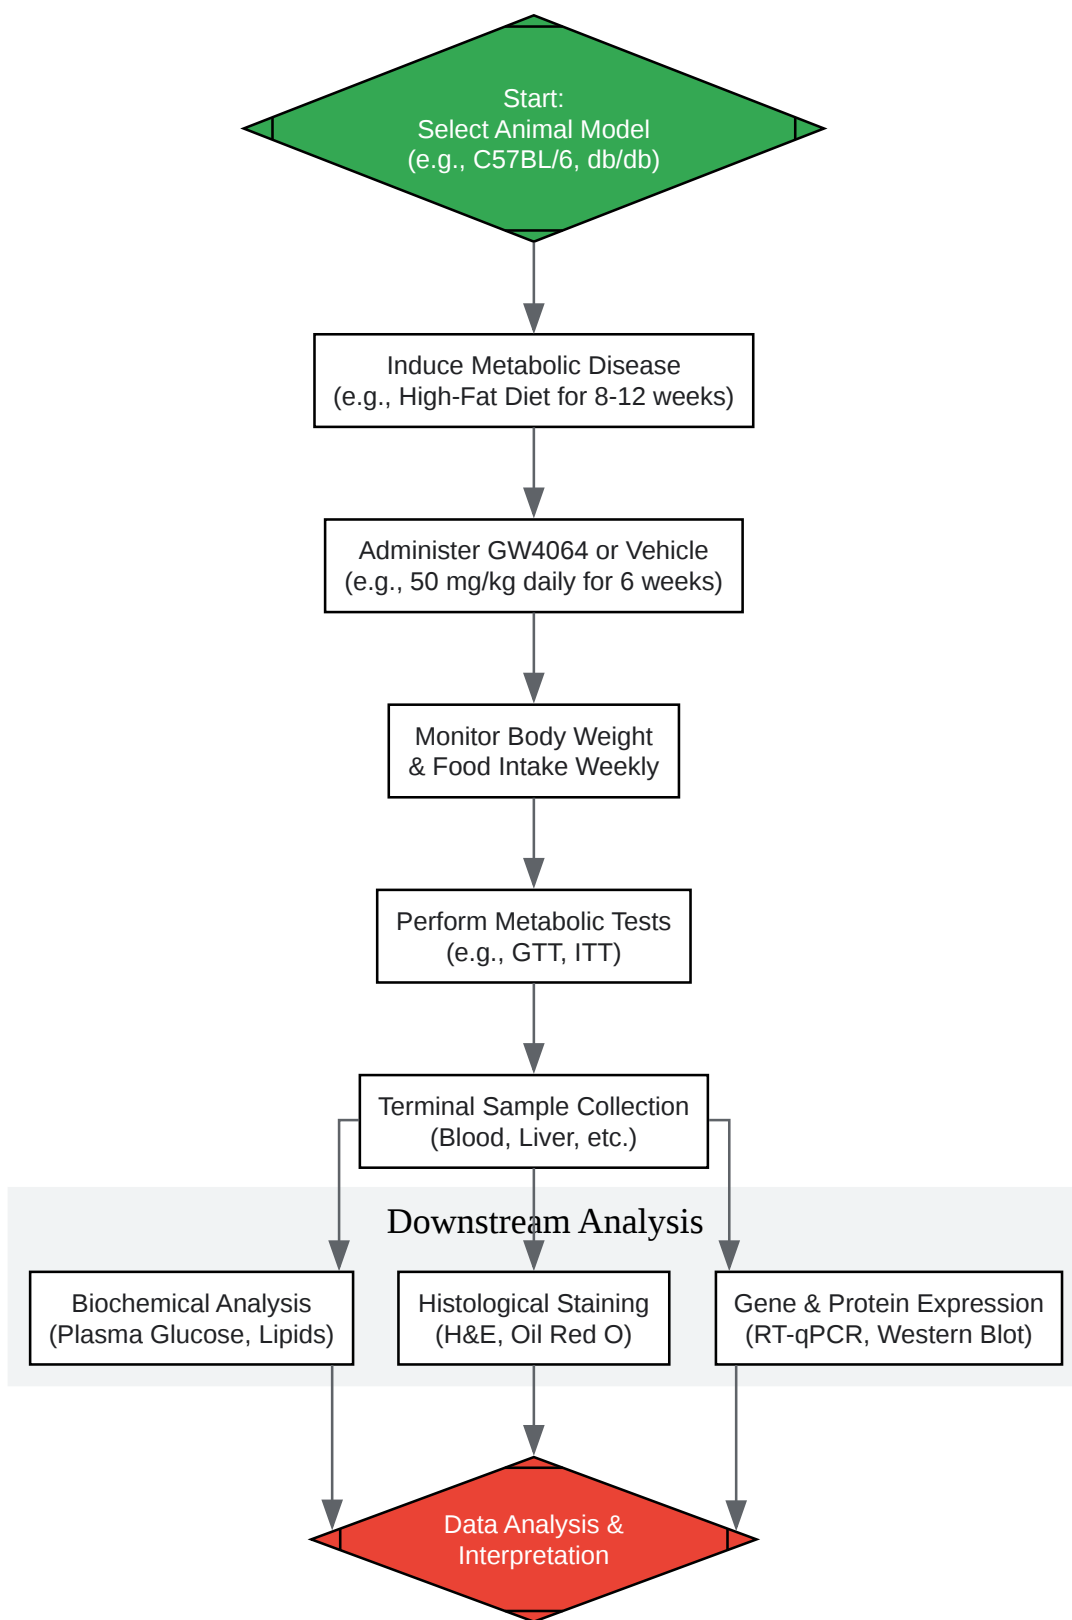 Start:
Select Animal Model
(e.g., C57BL/6, db/db)
Induce Metabolic Disease
(e.g., High-Fat Diet for 8-12 weeks)
Administer GW4064 or Vehicle
(e.g., 50 mg/kg daily for 6 weeks)
Monitor Body Weight
& Food Intake Weekly
Perform Metabolic Tests
(e.g., GTT, ITT)
Terminal Sample Collection
(Blood, Liver, etc.)
Downstream Analysis
Biochemical Analysis
(Plasma Glucose, Lipids)
Histological Staining
(H&E, Oil Red O)
Gene & Protein Expression
(RT-qPCR, Western Blot)
Data Analysis &
Interpretation